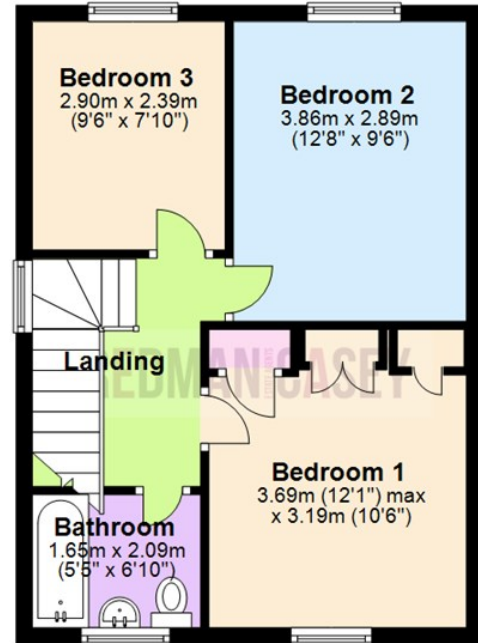 Bedroom 3
2.90m x 2.39m
(9'6" x 7'10")
Bedroom 2
3.86m x 2.89m
(12'8" x 9'6")
Landing
REDMAN CASEY
Bedroom 1
3.69m (12'1") max
x 3.19m (10'6")
Bathroom
1.65m x 2.09m
(5'5" x 6'10")